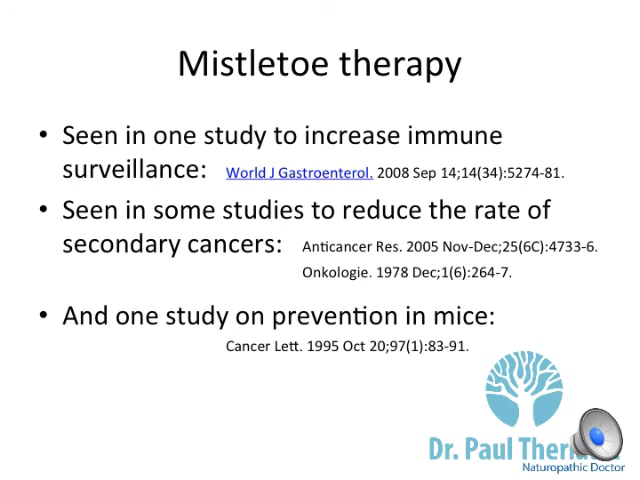 Mistletoe therapy
• Seen in one study to increase immune
surveillance: World J Gastroenterol. 2008 Sep 14;14(34):5274-81.
• Seen in some studies to reduce the rate of
secondary cancers: Anticancer Res. 2005 Nov-Dec;25(6C):4733-6.
Onkologie. 1978 Dec;1(6):264-7.
• And one study on prevention in mice:
Cancer Lett. 1995 Oct 20;97(1):83-91.
Dr. Paul
Naturopathic Doctor